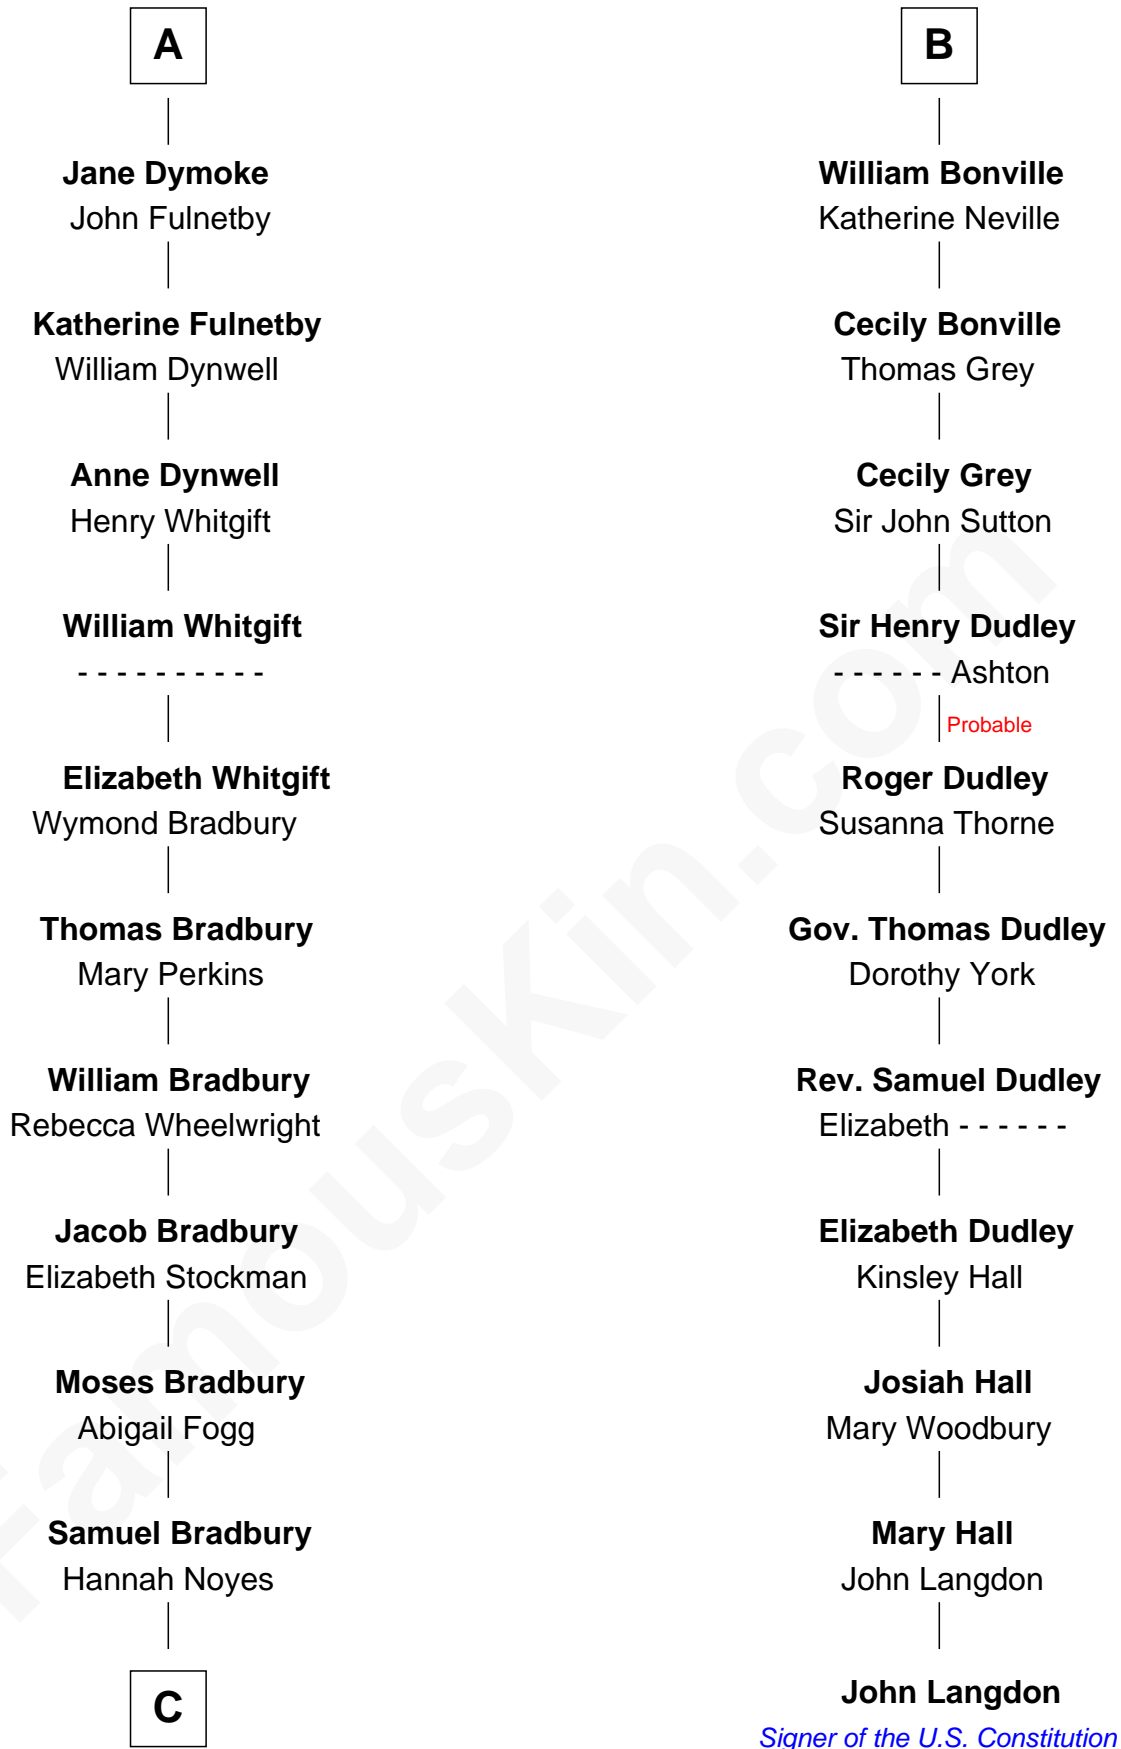 A
Jane Dymoke
John Fulnetby
Katherine Fulnetby
William Dynwell
Anne Dynwell
Henry Whitgift
William Whitgift
- - - - - - - - - -
Elizabeth Whitgift
Wymond Bradbury
Thomas Bradbury
Mary Perkins
William Bradbury
Rebecca Wheelwright
Jacob Bradbury
Elizabeth Stockman
Moses Bradbury
Abigail Fogg
Samuel Bradbury
Hannah Noyes
C
B
William Bonville
Katherine Neville
Cecily Bonville
Thomas Grey
Cecily Grey
Sir John Sutton
Sir Henry Dudley
- - - - - - Ashton
Probable
Roger Dudley
Susanna Thorne
Gov. Thomas Dudley
Dorothy York
Rev. Samuel Dudley
Elizabeth - - - - - -
Elizabeth Dudley
Kinsley Hall
Josiah Hall
Mary Woodbury
Mary Hall
John Langdon
John Langdon
Signer of the U.S. Constitution
FamousKin.com